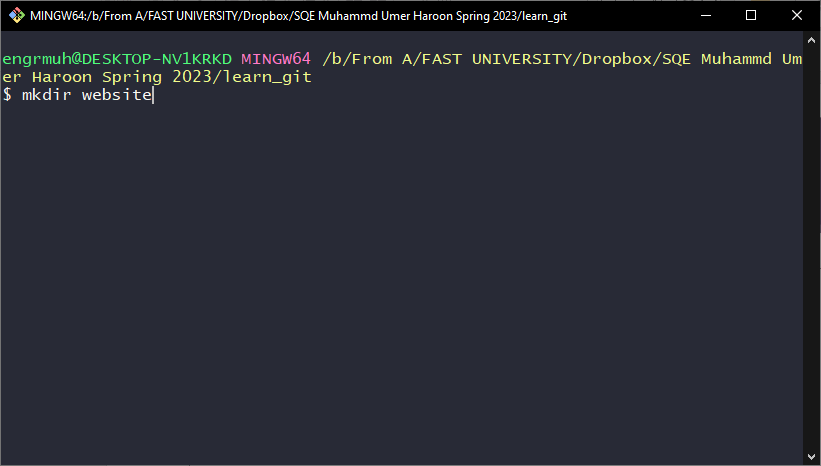 MINGW64:/b/From A/FAST UNIVERSITY/Dropbox/SQE Muhammd Umer Haroon Spring 2023/learn_git
engrmuh@DESKTOP-NV1KRKD MINGW64 /b/From A/FAST UNIVERSITY/Dropbox/SQE Muhammd Um
er Haroon Spring 2023/learn_git
$ mkdir website